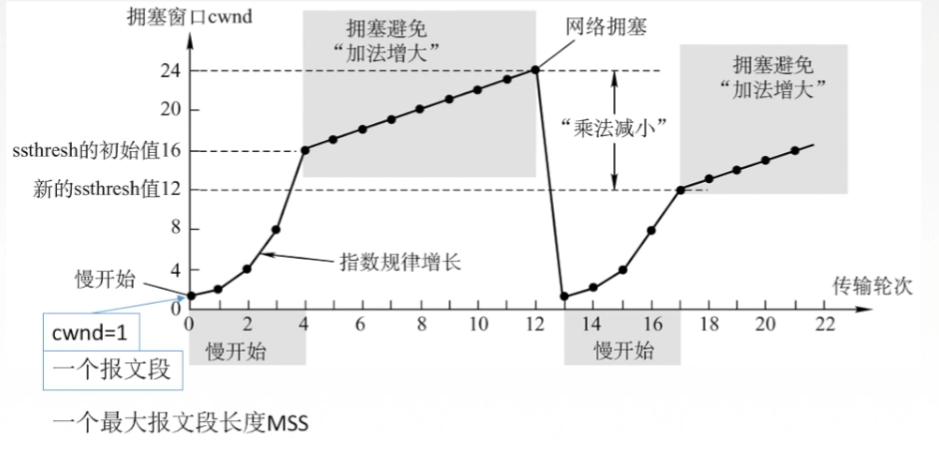 拥塞窗口cwnd
拥塞避免
“加法增大”
网络拥塞
拥塞避免
“加法增大”
24
20
“乘法减小”
ssthresh的初始值16
新的ssthresh值12
8
指数规律增长
4
慢开始
传输轮次
0
0 2 4 6 8 10 12 14 16 18 20 22
cwnd=1
慢开始
慢开始
一个报文段
一个最大报文段长度MSS